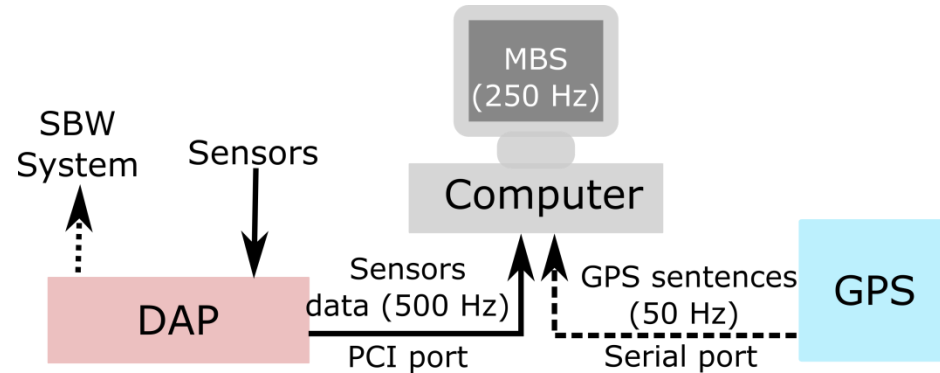 MBS
(250 Hz)
SBW
System
Sensors
Computer
Sensors
data (500 Hz)
GPS sentences
(50 Hz)
GPS
DAP
PCI port
Serial port